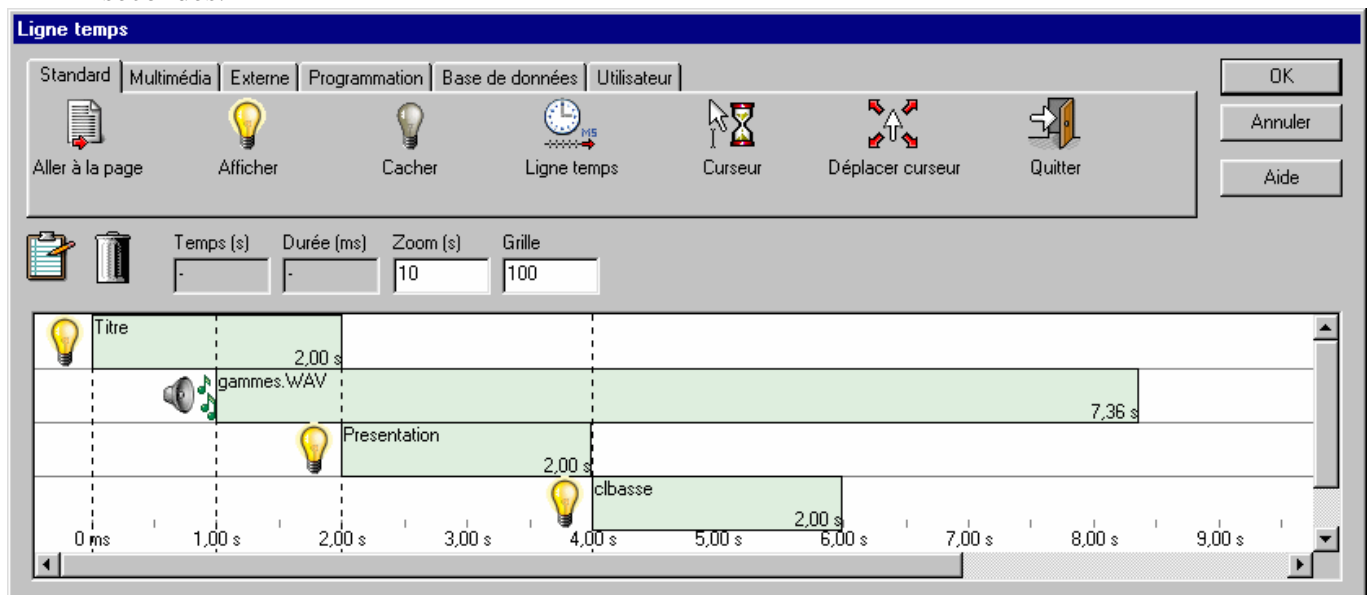 Ligne temps
Standard Multimédia Externe Programmation Base de données Utilisateur
OK
Annuler
Aide
MS
Aller à la page Afficher Cacher Ligne temps Curseur Déplacer curseur Quitter
Temps (s) Durée (ms) Zoom (s) Grille
- - 10 100
Titre
2,00 s
gammes.WAV
7,36 s
Presentation
2,00 s
clbasse
2,00 s
0 ms 1,00 s 2,00 s 3,00 s 4,00 s 5,00 s 6,00 s 7,00 s 8,00 s 9,00 s